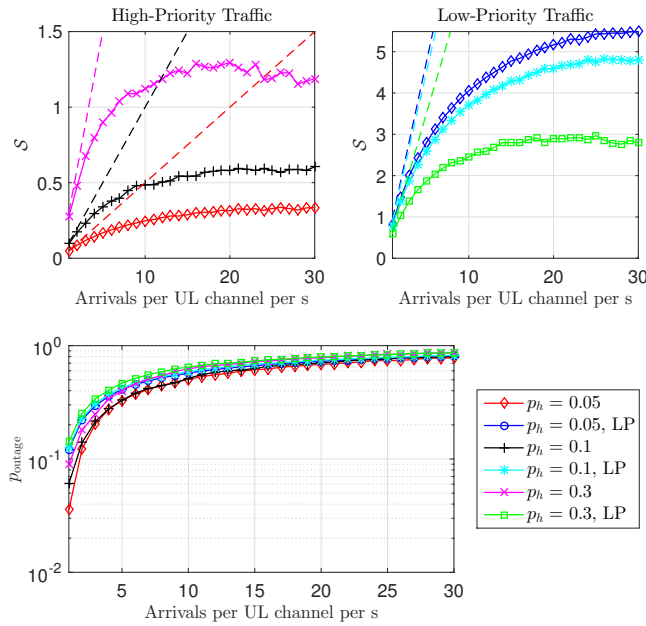 High-Priority Traffic
1.5
1
0.5
0
10
20
30
S
Arrivals per UL channel per s
Low-Priority Traffic
5
4
3
2
1
0
10
20
30
S
Arrivals per UL channel per s
10^0
10^-1
10^-2
5
10
15
20
25
30
p_outage
Arrivals per UL channel per s
p_h = 0.05
p_h = 0.05, LP
p_h = 0.1
p_h = 0.1, LP
p_h = 0.3
p_h = 0.3, LP